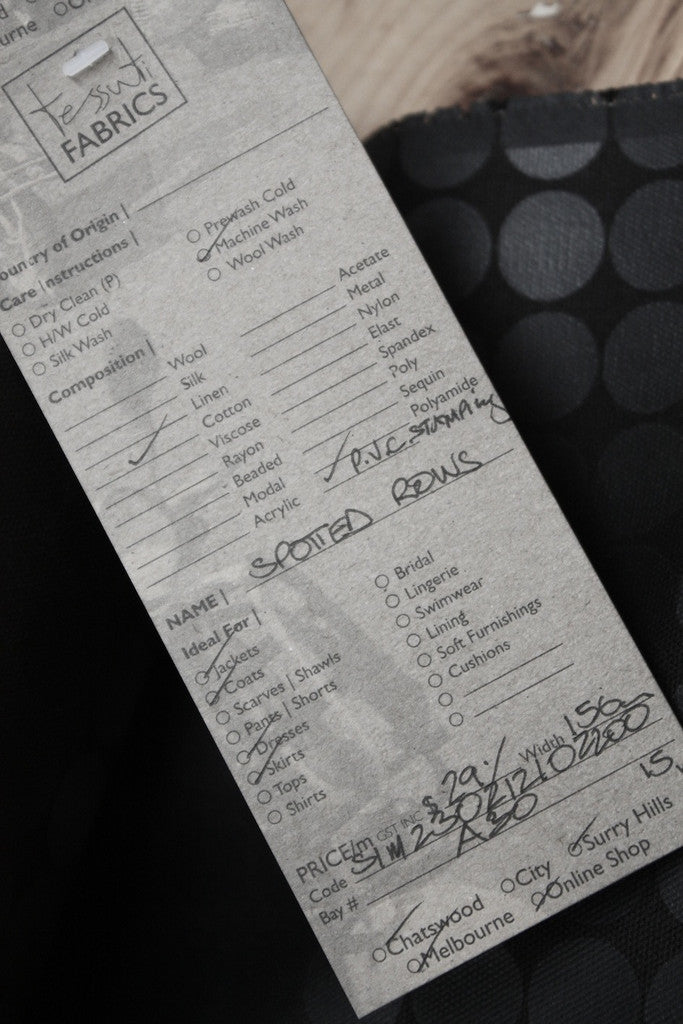 urne
tessuti
FABRICS
ountry of Origin |
Care Instructions |
Dry Clean (P)
H/W Cold
Silk Wash
Prewash Cold
Machine Wash
Wool Wash
Composition |
Wool
Silk
Linen
Cotton
Viscose
Rayon
Beaded
Modal
Acrylic
Acetate
Metal
Nylon
Elast
Spandex
Poly
Sequin
Polyamide
P.V.C STAMPing
NAME | SPOTTED ROWS
Ideal For |
Jackets
Coats
Scarves | Shawls
Pants | Shorts
Dresses
Skirts
Tops
Shirts
Bridal
Lingerie
Swimwear
Lining
Soft Furnishings
Cushions
PRICE/m GST INC $ 29./ Width 156
Code
Bay # A30
Chatswood
City
Surry Hills
Melbourne
Online Shop